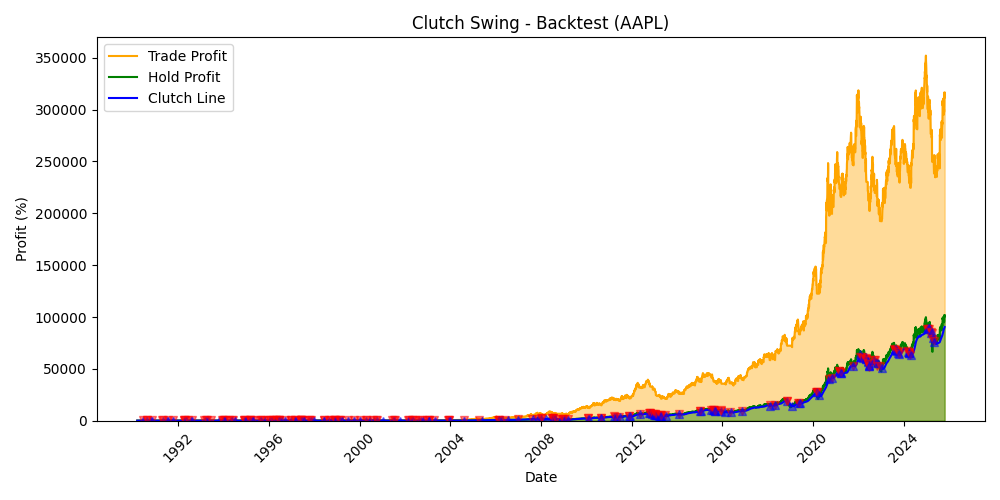 Clutch Swing - Backtest (AAPL)
Trade Profit
Hold Profit
Clutch Line
Profit (%)
350000
300000
250000
200000
150000
100000
50000
0
1992
1996
2000
2004
2008
2012
2016
2020
2024
Date